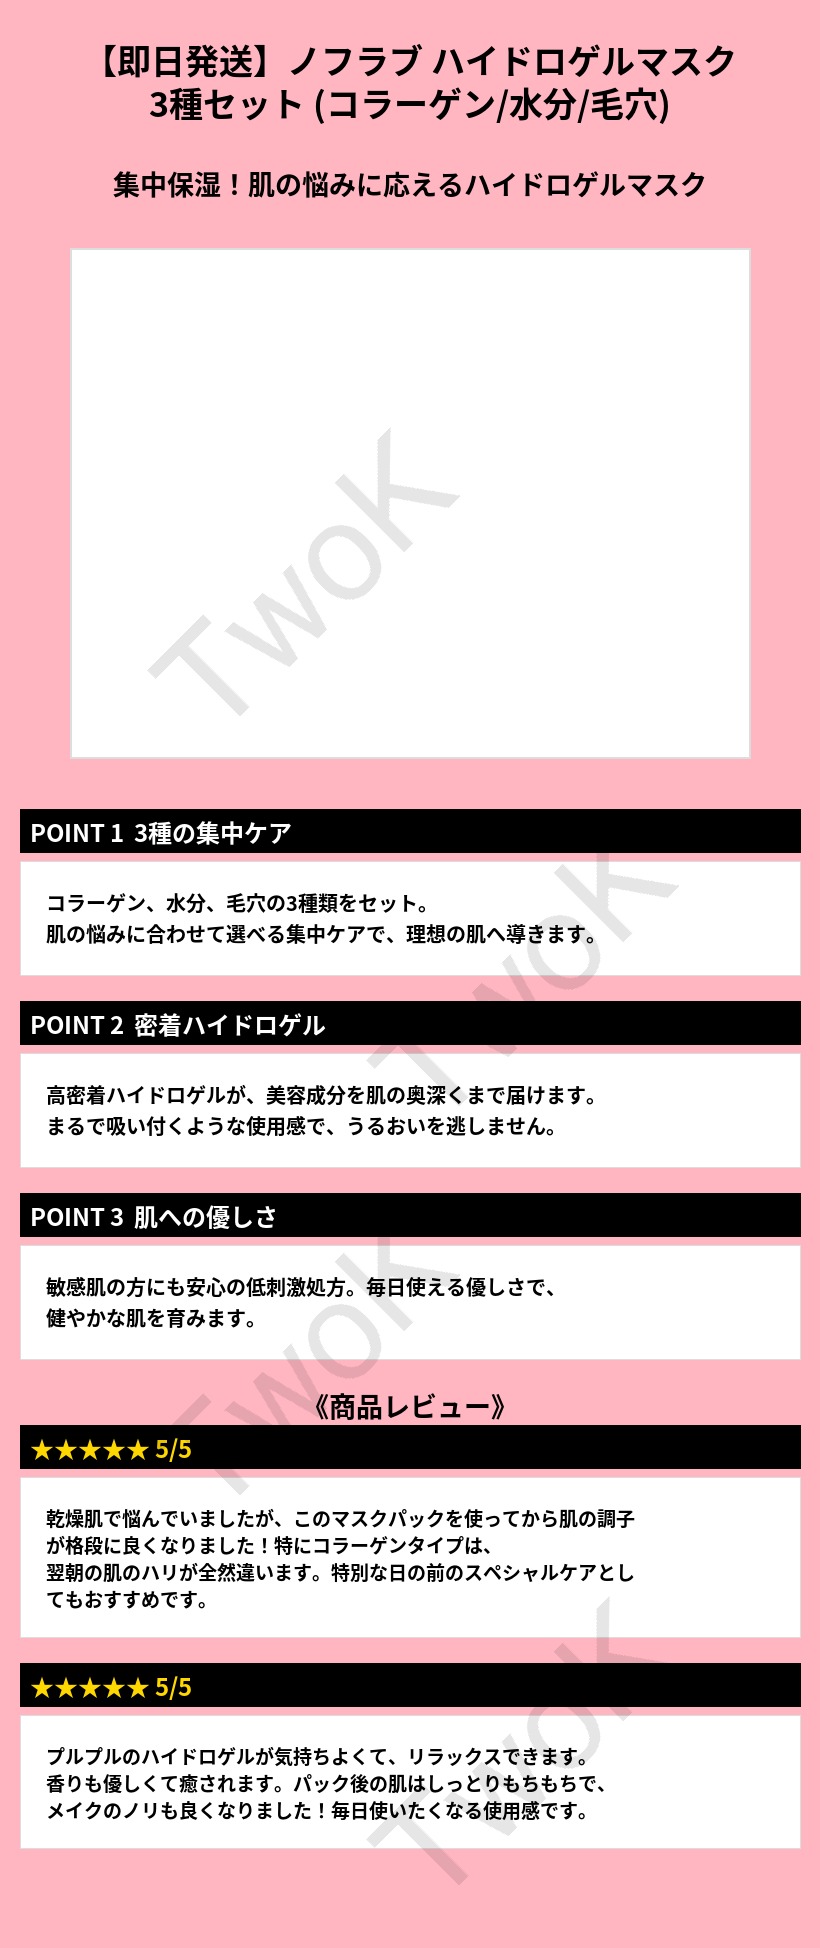 【即日発送】ノフラブ ハイドロゲルマスク
3種セット (コラーゲン/水分/毛穴)
集中保湿！肌の悩みに応えるハイドロゲルマスク
TwoK
POINT 1 3種の集中ケア
コラーゲン、水分、毛穴の3種類をセット。
肌の悩みに合わせて選べる集中ケアで、理想の肌へ導きます。
TwoK
POINT 2 密着ハイドロゲル
高密着ハイドロゲルが、美容成分を肌の奥深くまで届けます。
まるで吸い付くような使用感で、うるおいを逃しません。
POINT 3 肌への優しさ
敏感肌の方にも安心の低刺激処方。毎日使える優しさで、
健やかな肌を育みます。
TwoK
《商品レビュー》
★★★★★ 5/5
乾燥肌で悩んでいましたが、このマスクパックを使ってから肌の調子
が格段に良くなりました！特にコラーゲンタイプは、
翌朝の肌のハリが全然違います。特別な日の前のスペシャルケアとし
てもおすすめです。
★★★★★ 5/5
プルプルのハイドロゲルが気持ちよくて、リラックスできます。
香りも優しくて癒されます。パック後の肌はしっとりもちもちで、
メイクのノリも良くなりました！毎日使いたくなる使用感です。
TwoK